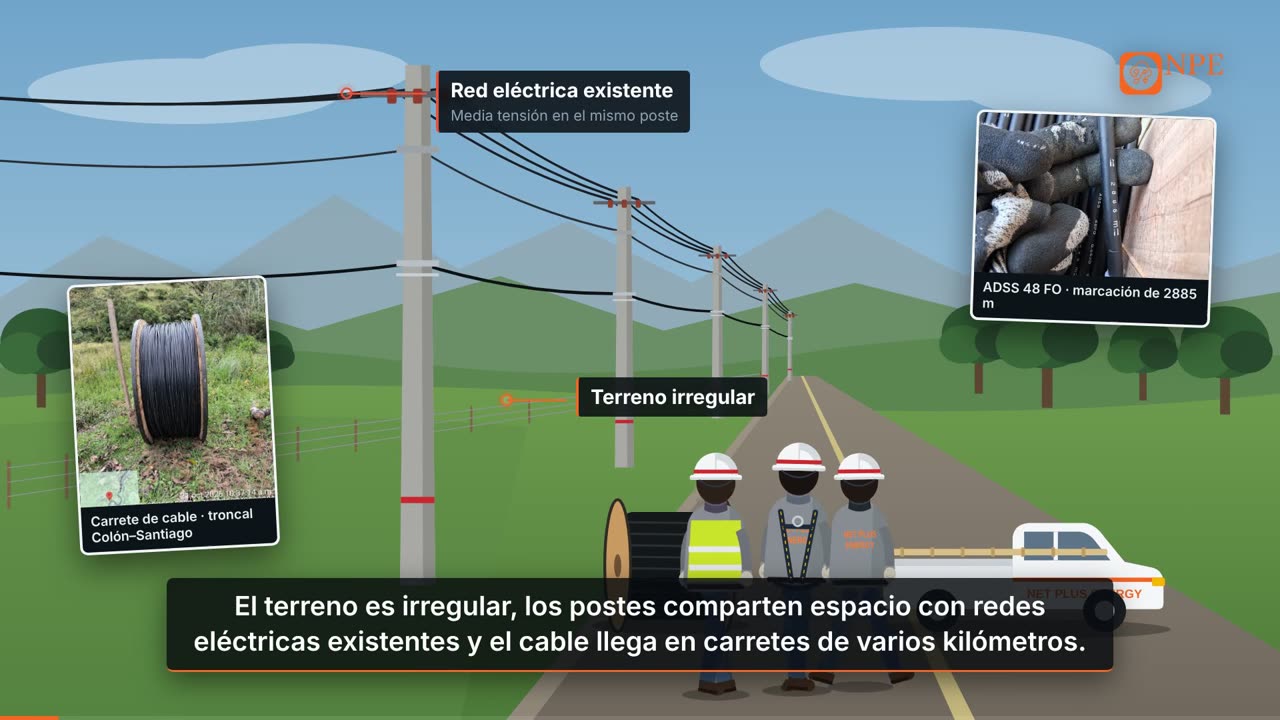 Red eléctrica existente
Media tensión en el mismo poste
NPE
ADSS 48 FO · marcación de 2885
m
Terreno irregular
Carrete de cable · troncal
Colón–Santiago
NET PLUS
ENERGY
El terreno es irregular, los postes comparten espacio con redes
eléctricas existentes y el cable llega en carretes de varios kilómetros.